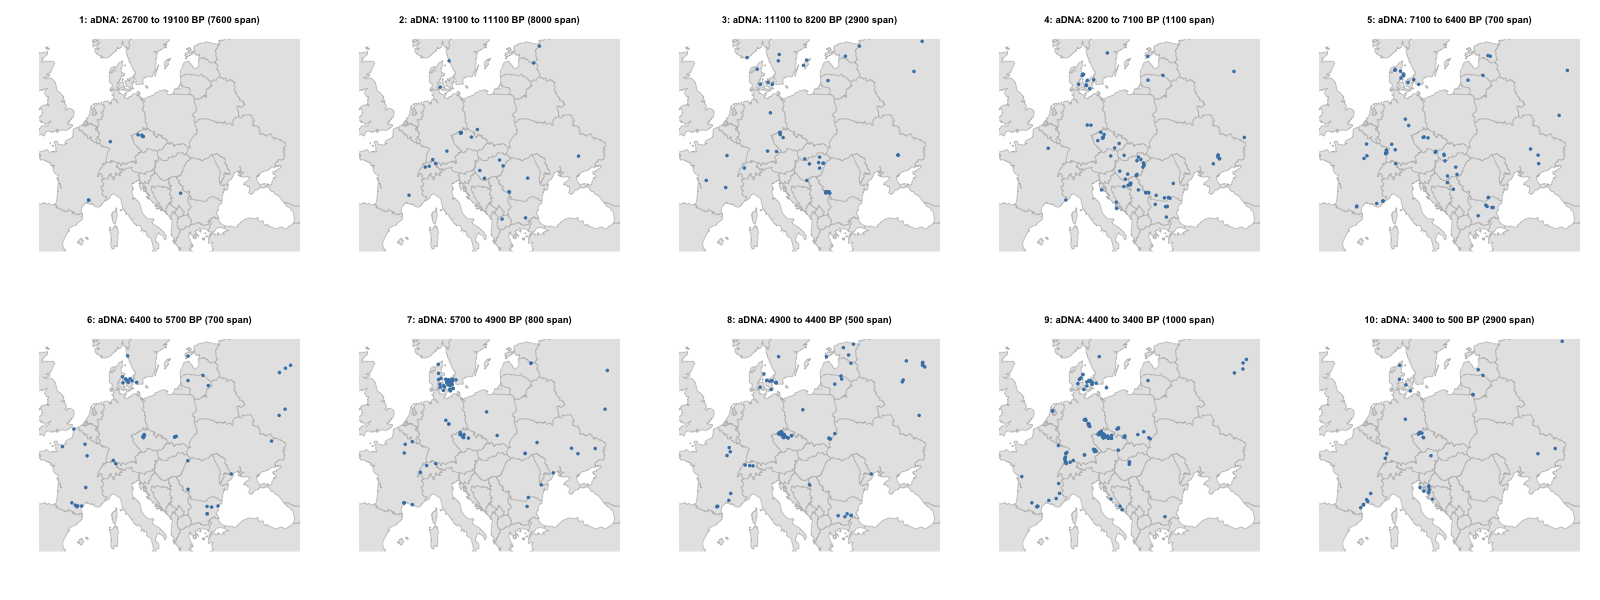 1: aDNA: 26700 to 19100 BP (7600 span)
2: aDNA: 19100 to 11100 BP (8000 span)
3: aDNA: 11100 to 8200 BP (2900 span)
4: aDNA: 8200 to 7100 BP (1100 span)
5: aDNA: 7100 to 6400 BP (700 span)
6: aDNA: 6400 to 5700 BP (700 span)
7: aDNA: 5700 to 4900 BP (800 span)
8: aDNA: 4900 to 4400 BP (500 span)
9: aDNA: 4400 to 3400 BP (1000 span)
10: aDNA: 3400 to 500 BP (2900 span)